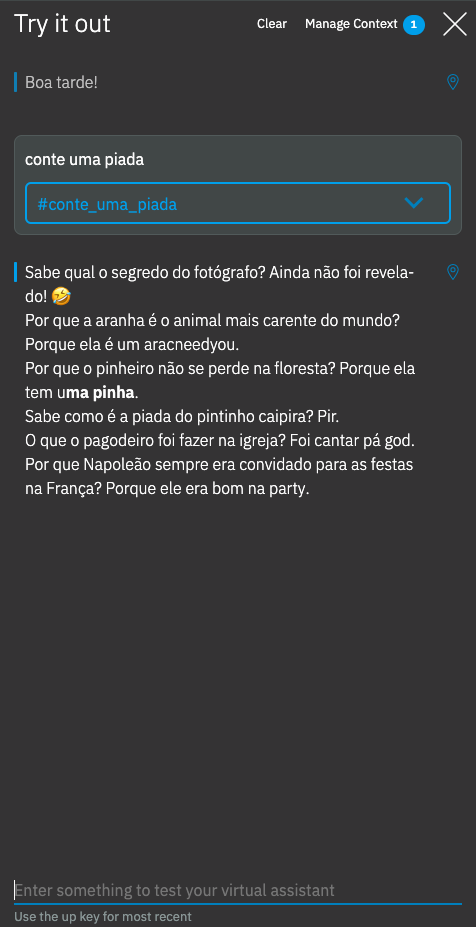 Try it out
Clear
Manage Context
1
Boa tarde!
conte uma piada
#conte_uma_piada
Sabe qual o segredo do fotógrafo? Ainda não foi revela-
do! 🤣
Por que a aranha é o animal mais carente do mundo?
Porque ela é um aracneedyou.
Por que o pinheiro não se perde na floresta? Porque ela
tem uma pinha.
Sabe como é a piada do pintinho caipira? Pir.
O que o pagodeiro foi fazer na igreja? Foi cantar pá god.
Por que Napoleão sempre era convidado para as festas
na França? Porque ele era bom na party.
Enter something to test your virtual assistant
Use the up key for most recent